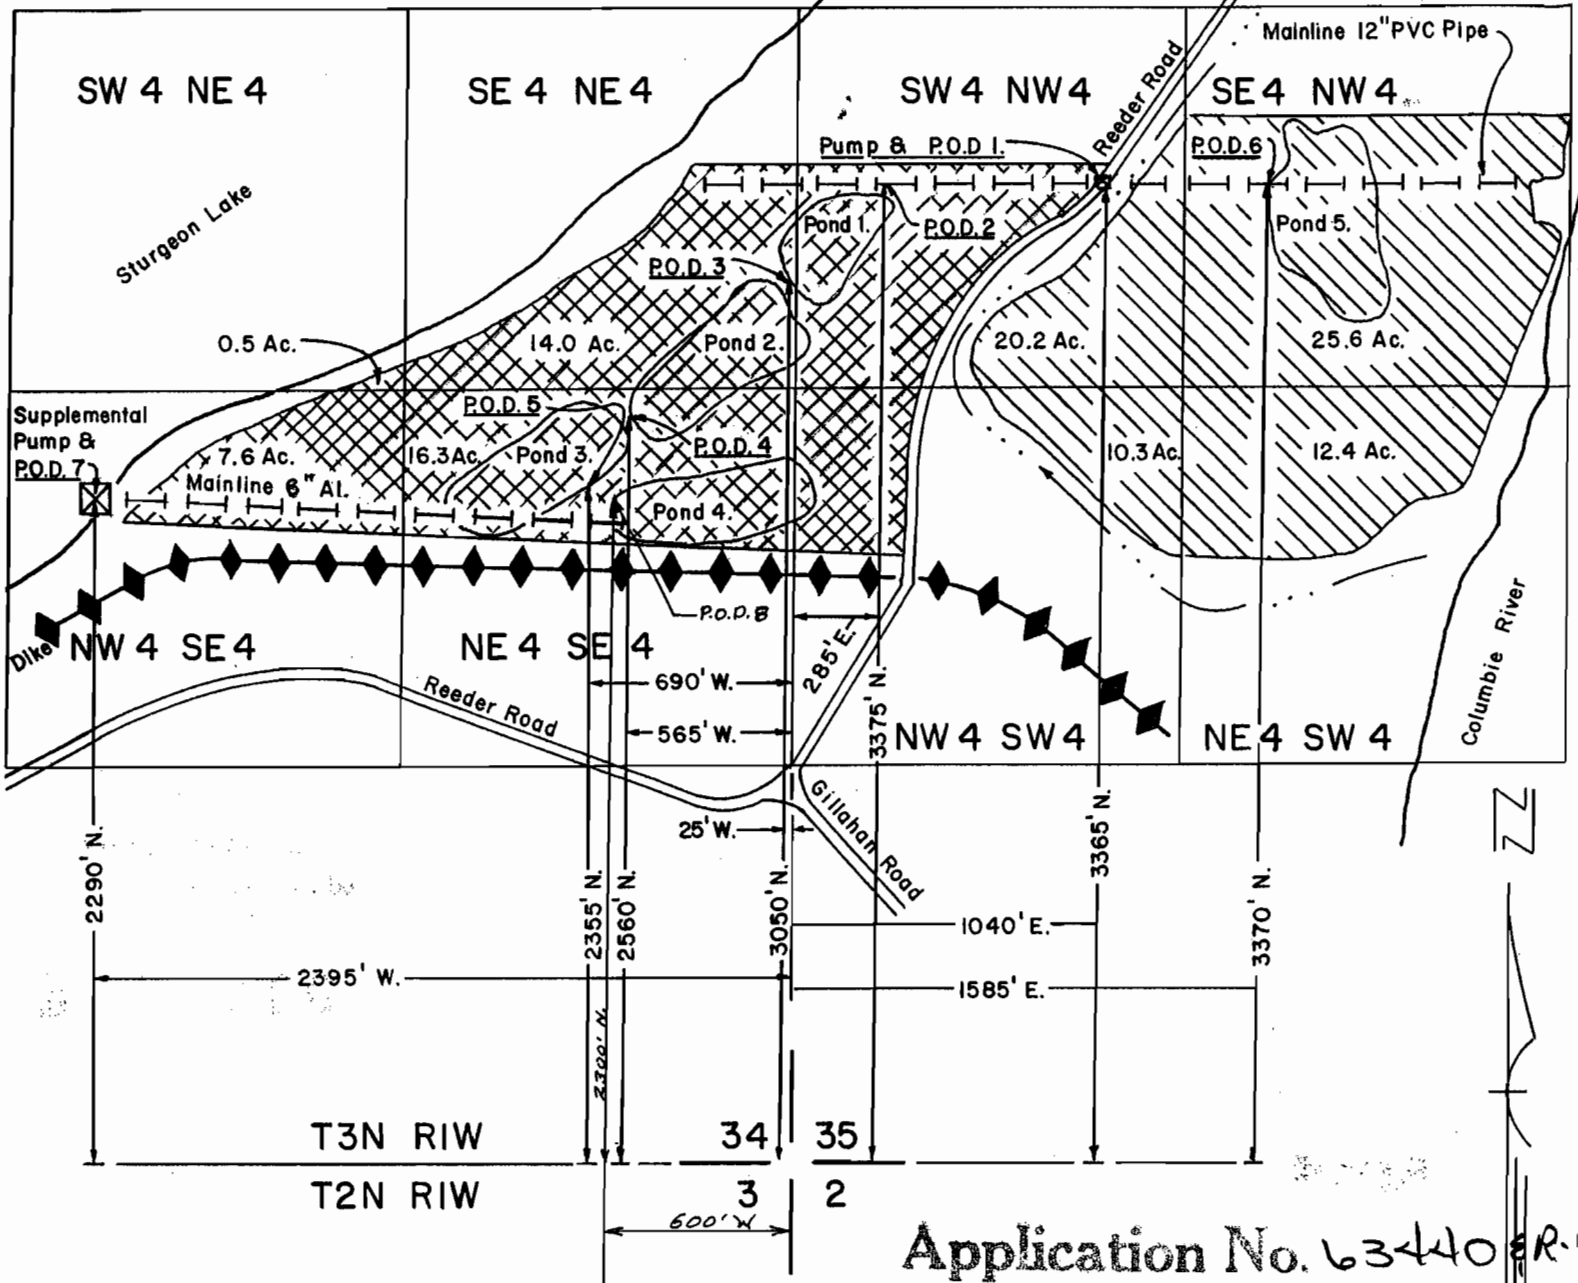 Mainline 12" PVC Pipe
SW 4 NE 4
SE 4 NE 4
SW 4 NW 4
SE 4 NW 4
Reeder Road
Pump & P.O.D 1.
P.O.D. 6
Sturgeon Lake
Pond 1.
P.O.D. 2
Pond 5.
P.O.D. 3
0.5 Ac.
14.0 Ac.
Pond 2.
20.2 Ac.
25.6 Ac.
Supplemental
Pump &
P.O.D. 7
P.O.D. 5
P.O.D. 4
7.6 Ac.
16.3 Ac.
Pond 3.
10.3 Ac.
12.4 Ac.
Mainline 6" Al.
Pond 4.
P.O.D. 8
Dike
NW 4 SE 4
NE 4 SE 4
285' E.
690' W.
Reeder Road
565' W.
3375' N.
NW 4 SW 4
NE 4 SW 4
Columbie River
Gillahan Road
25' W.
2290' N.
2355' N.
2560' N.
3050' N.
3365' N.
3370' N.
1040' E.
2395' W.
1585' E.
2300' N.
T3N R1W
34
35
T2N R1W
3
2
600' W
Application No. 63440 & R-